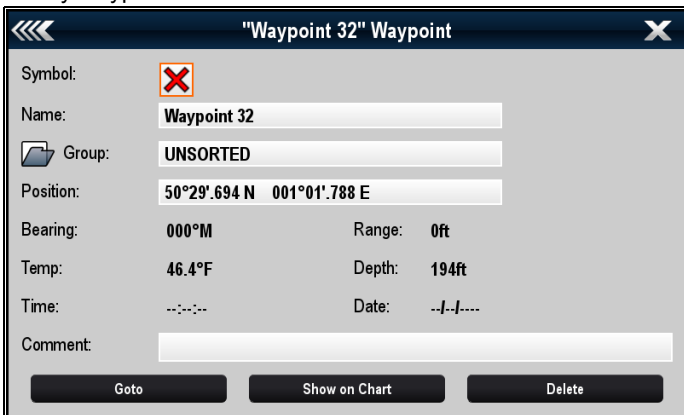 "Waypoint 32" Waypoint
Symbol:
Name: Waypoint 32
Group: UNSORTED
Position: 50°29'.694 N 001°01'.788 E
Bearing: 000°M Range: 0ft
Temp: 46.4°F Depth: 194ft
Time: --:--:-- Date: --/--/----
Comment:
Goto Show on Chart Delete